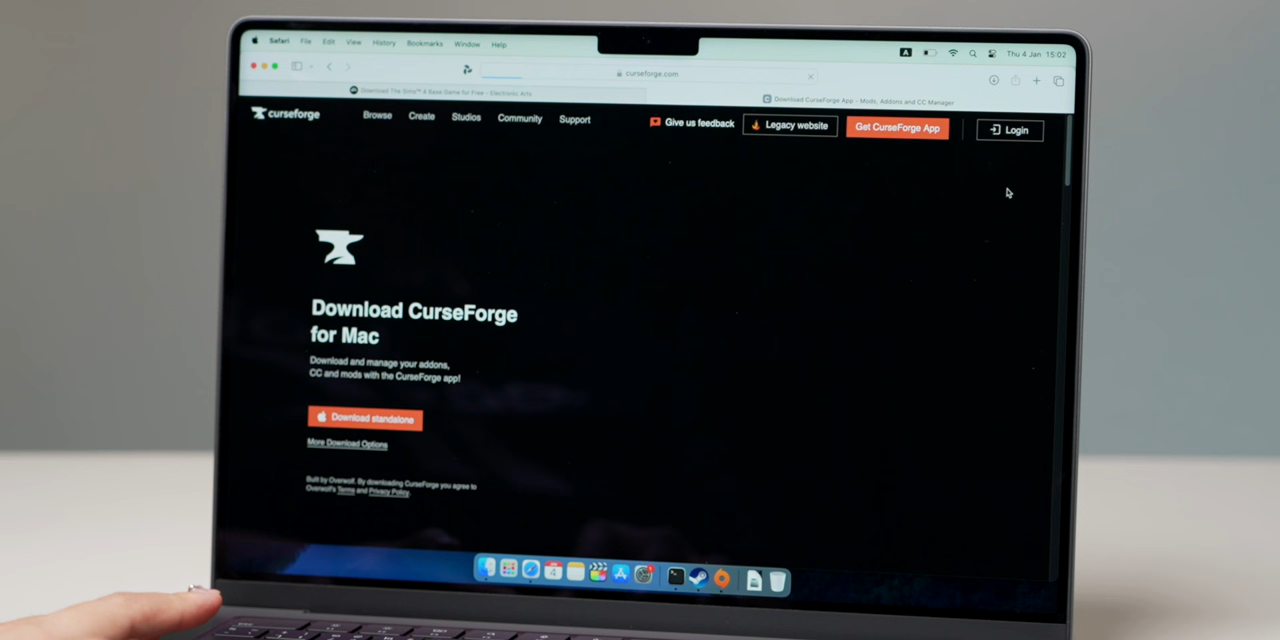 Safari File Edit View History Bookmarks Window Help
A Thu 4 Jan 15:02
curseforge.com
Download The Sims™ 4 Base Game for Free – Electronic Arts
Download CurseForge App – Mods, Addons and CC Manager
curseforge Browse Create Studios Community Support Give us feedback Legacy website Get CurseForge App Login
Download CurseForge
for Mac
Download and manage your addons,
CC and mods with the CurseForge app!
Download standalone
More Download Options
Built by Overwolf. By downloading CurseForge you agree to
Overwolf's Terms and Privacy Policy.
4